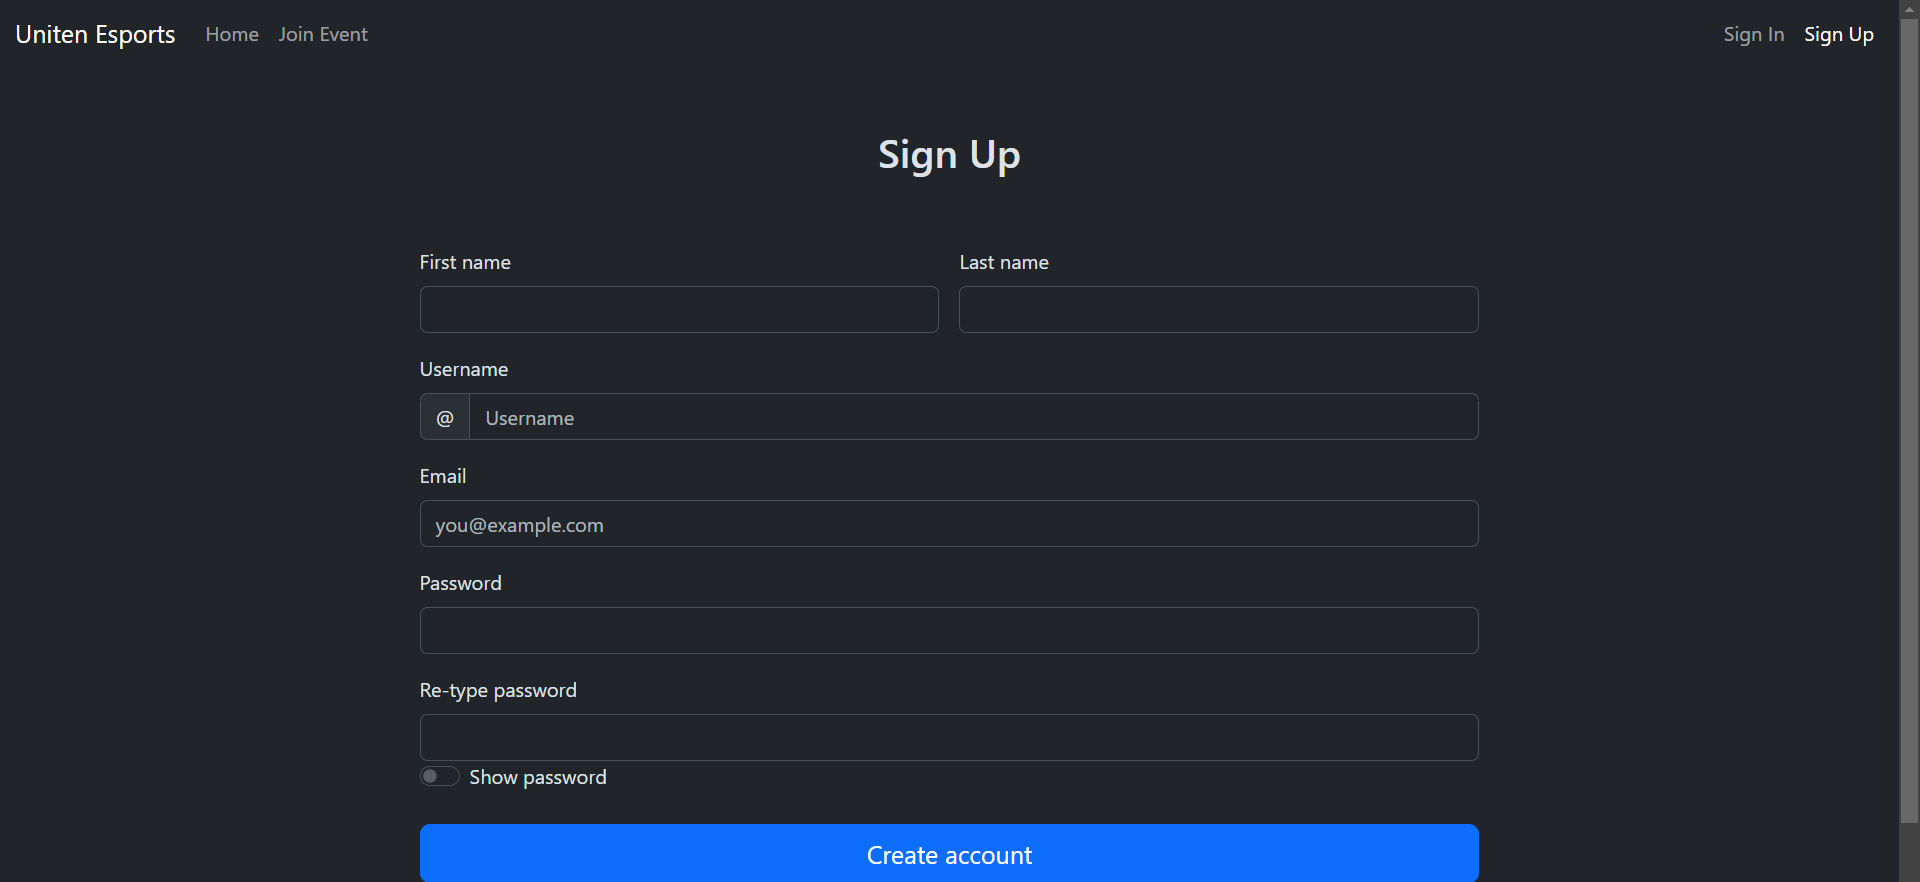 Uniten Esports Home Join Event Sign In Sign Up
Sign Up
First name Last name
Username
@ Username
Email
you@example.com
Password
Re-type password
Show password
Create account